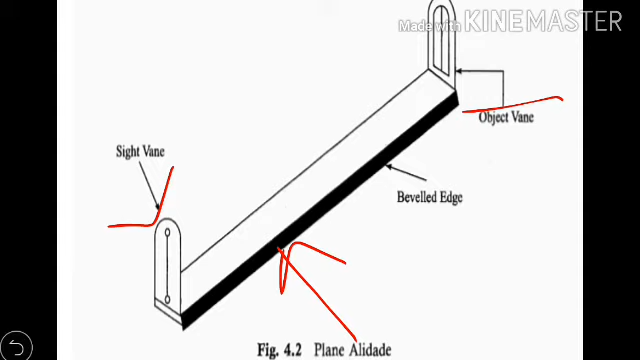 Made with KINEMASTER
Object Vane
Sight Vane
Bevelled Edge
Fig. 4.2 Plane Alidade